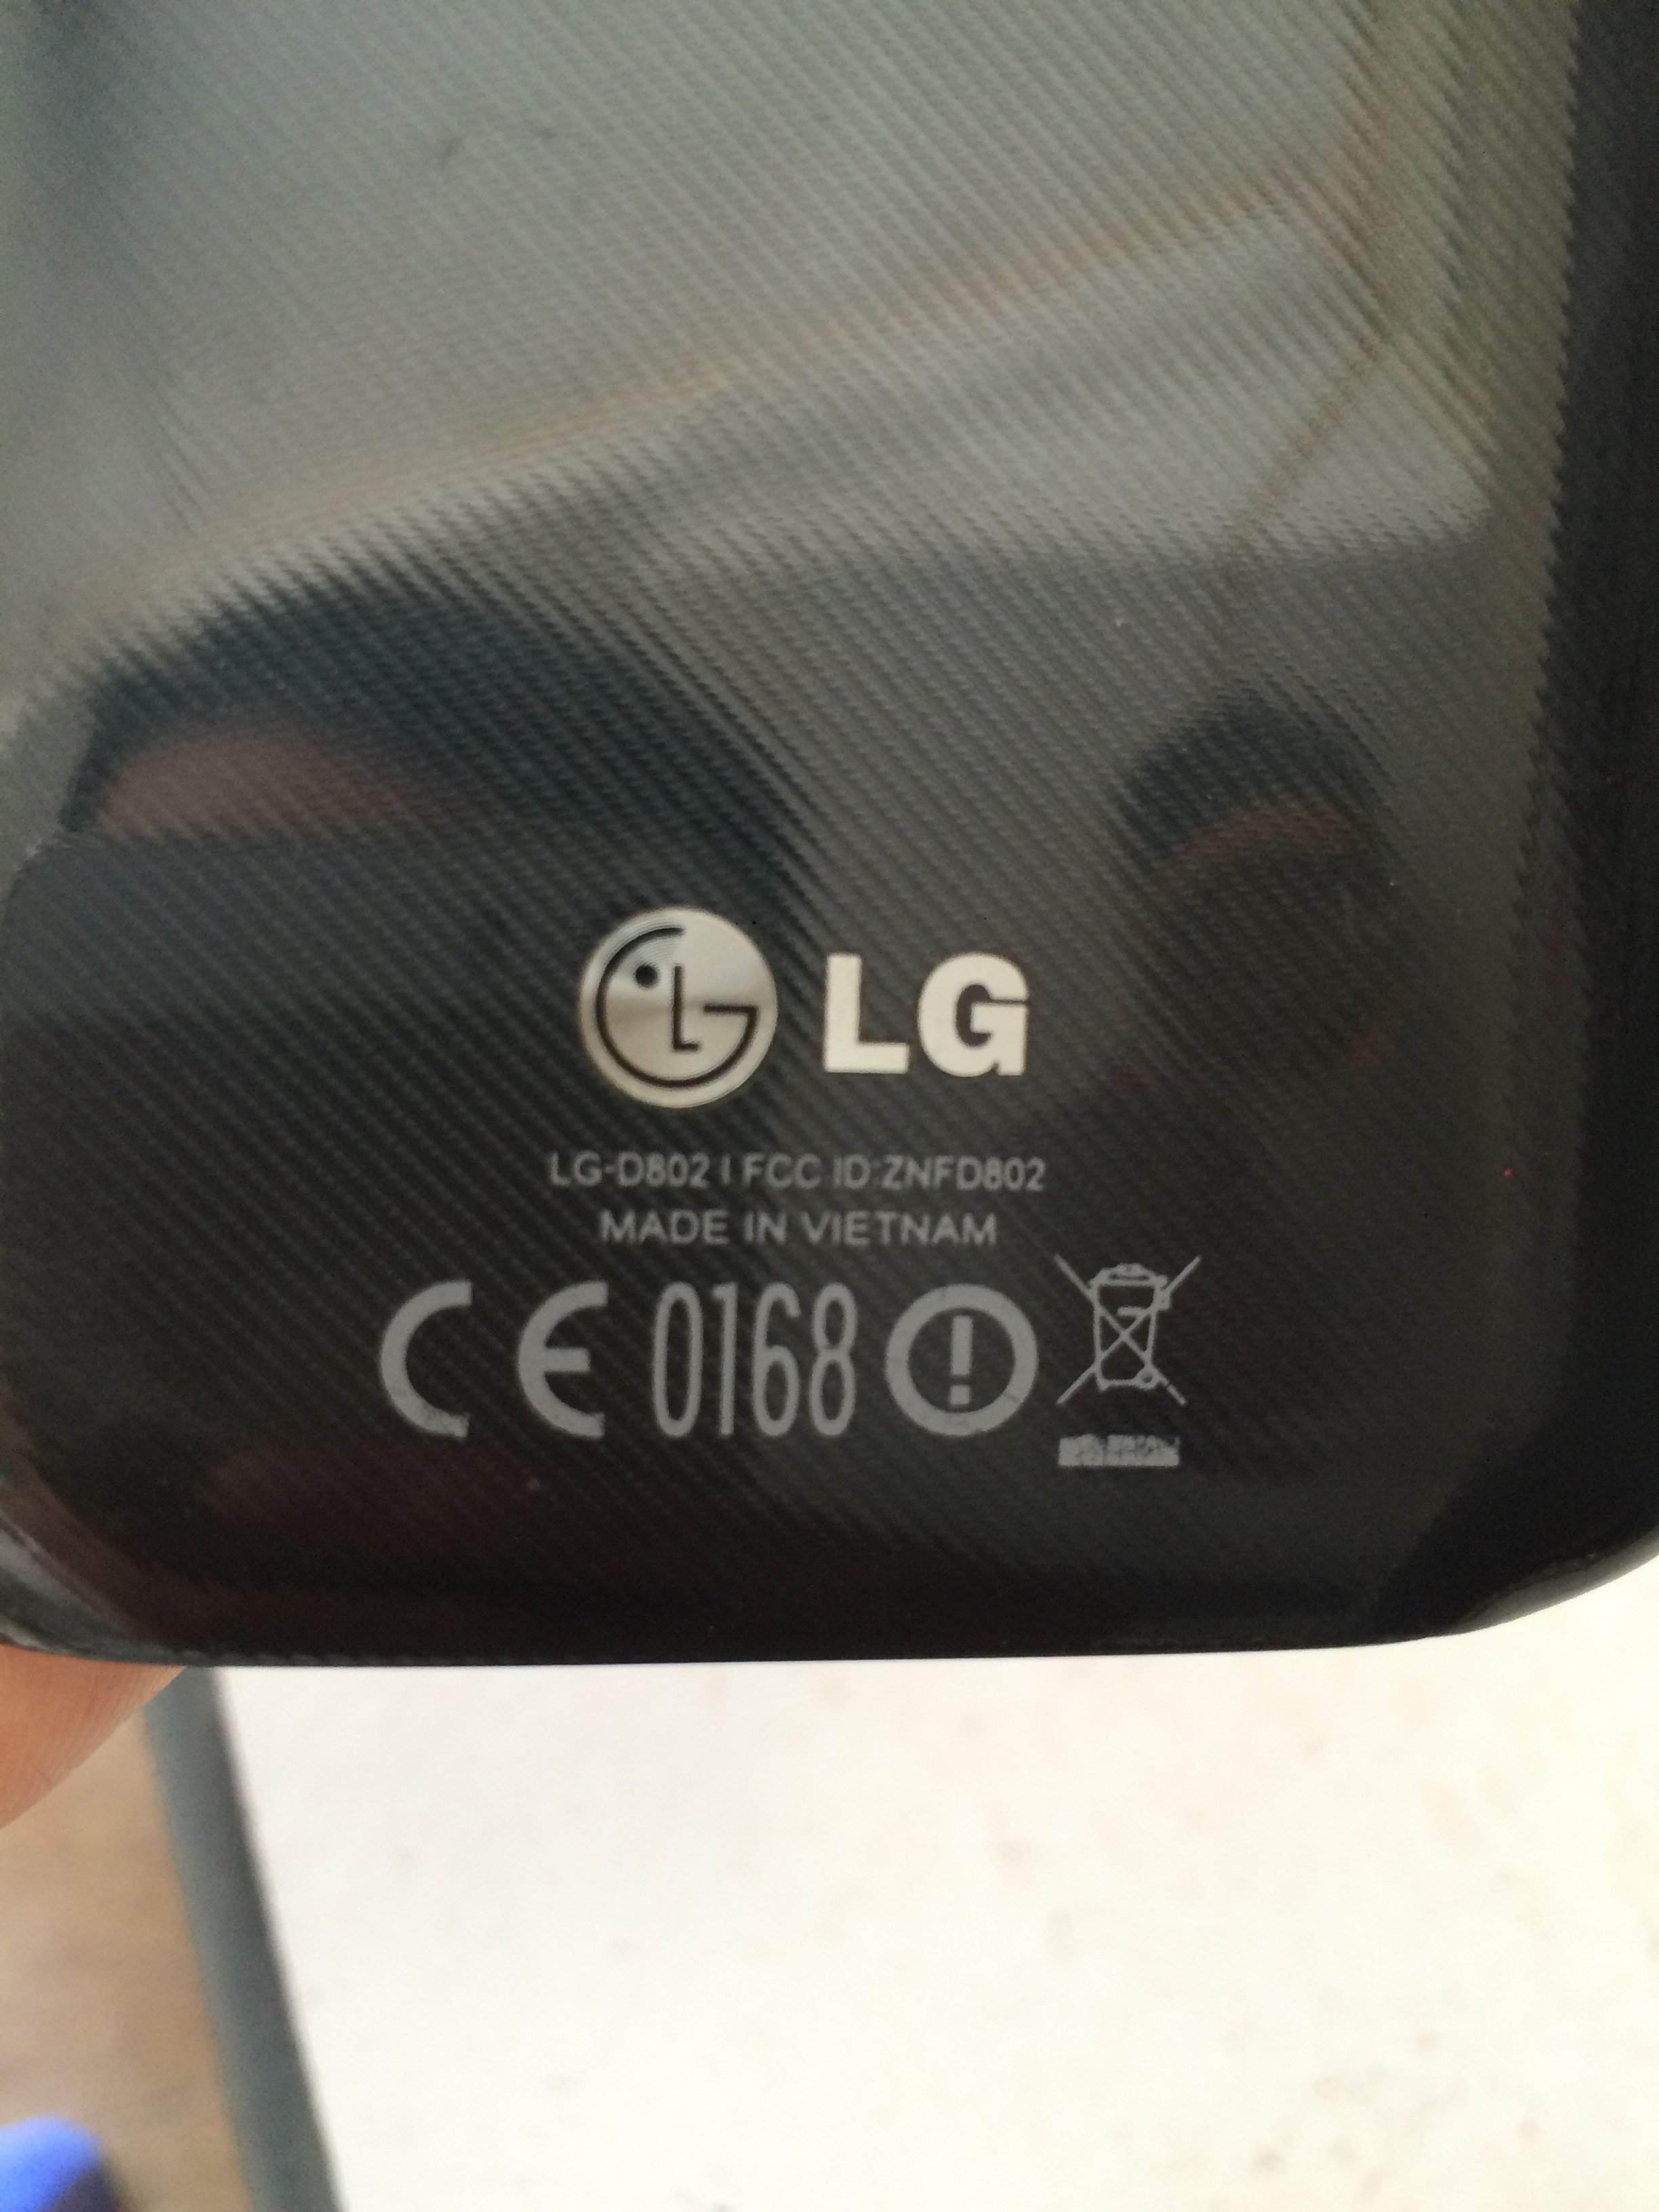 LG
LG-D802 | FCC ID:ZNFD802
MADE IN VIETNAM
CE 0168